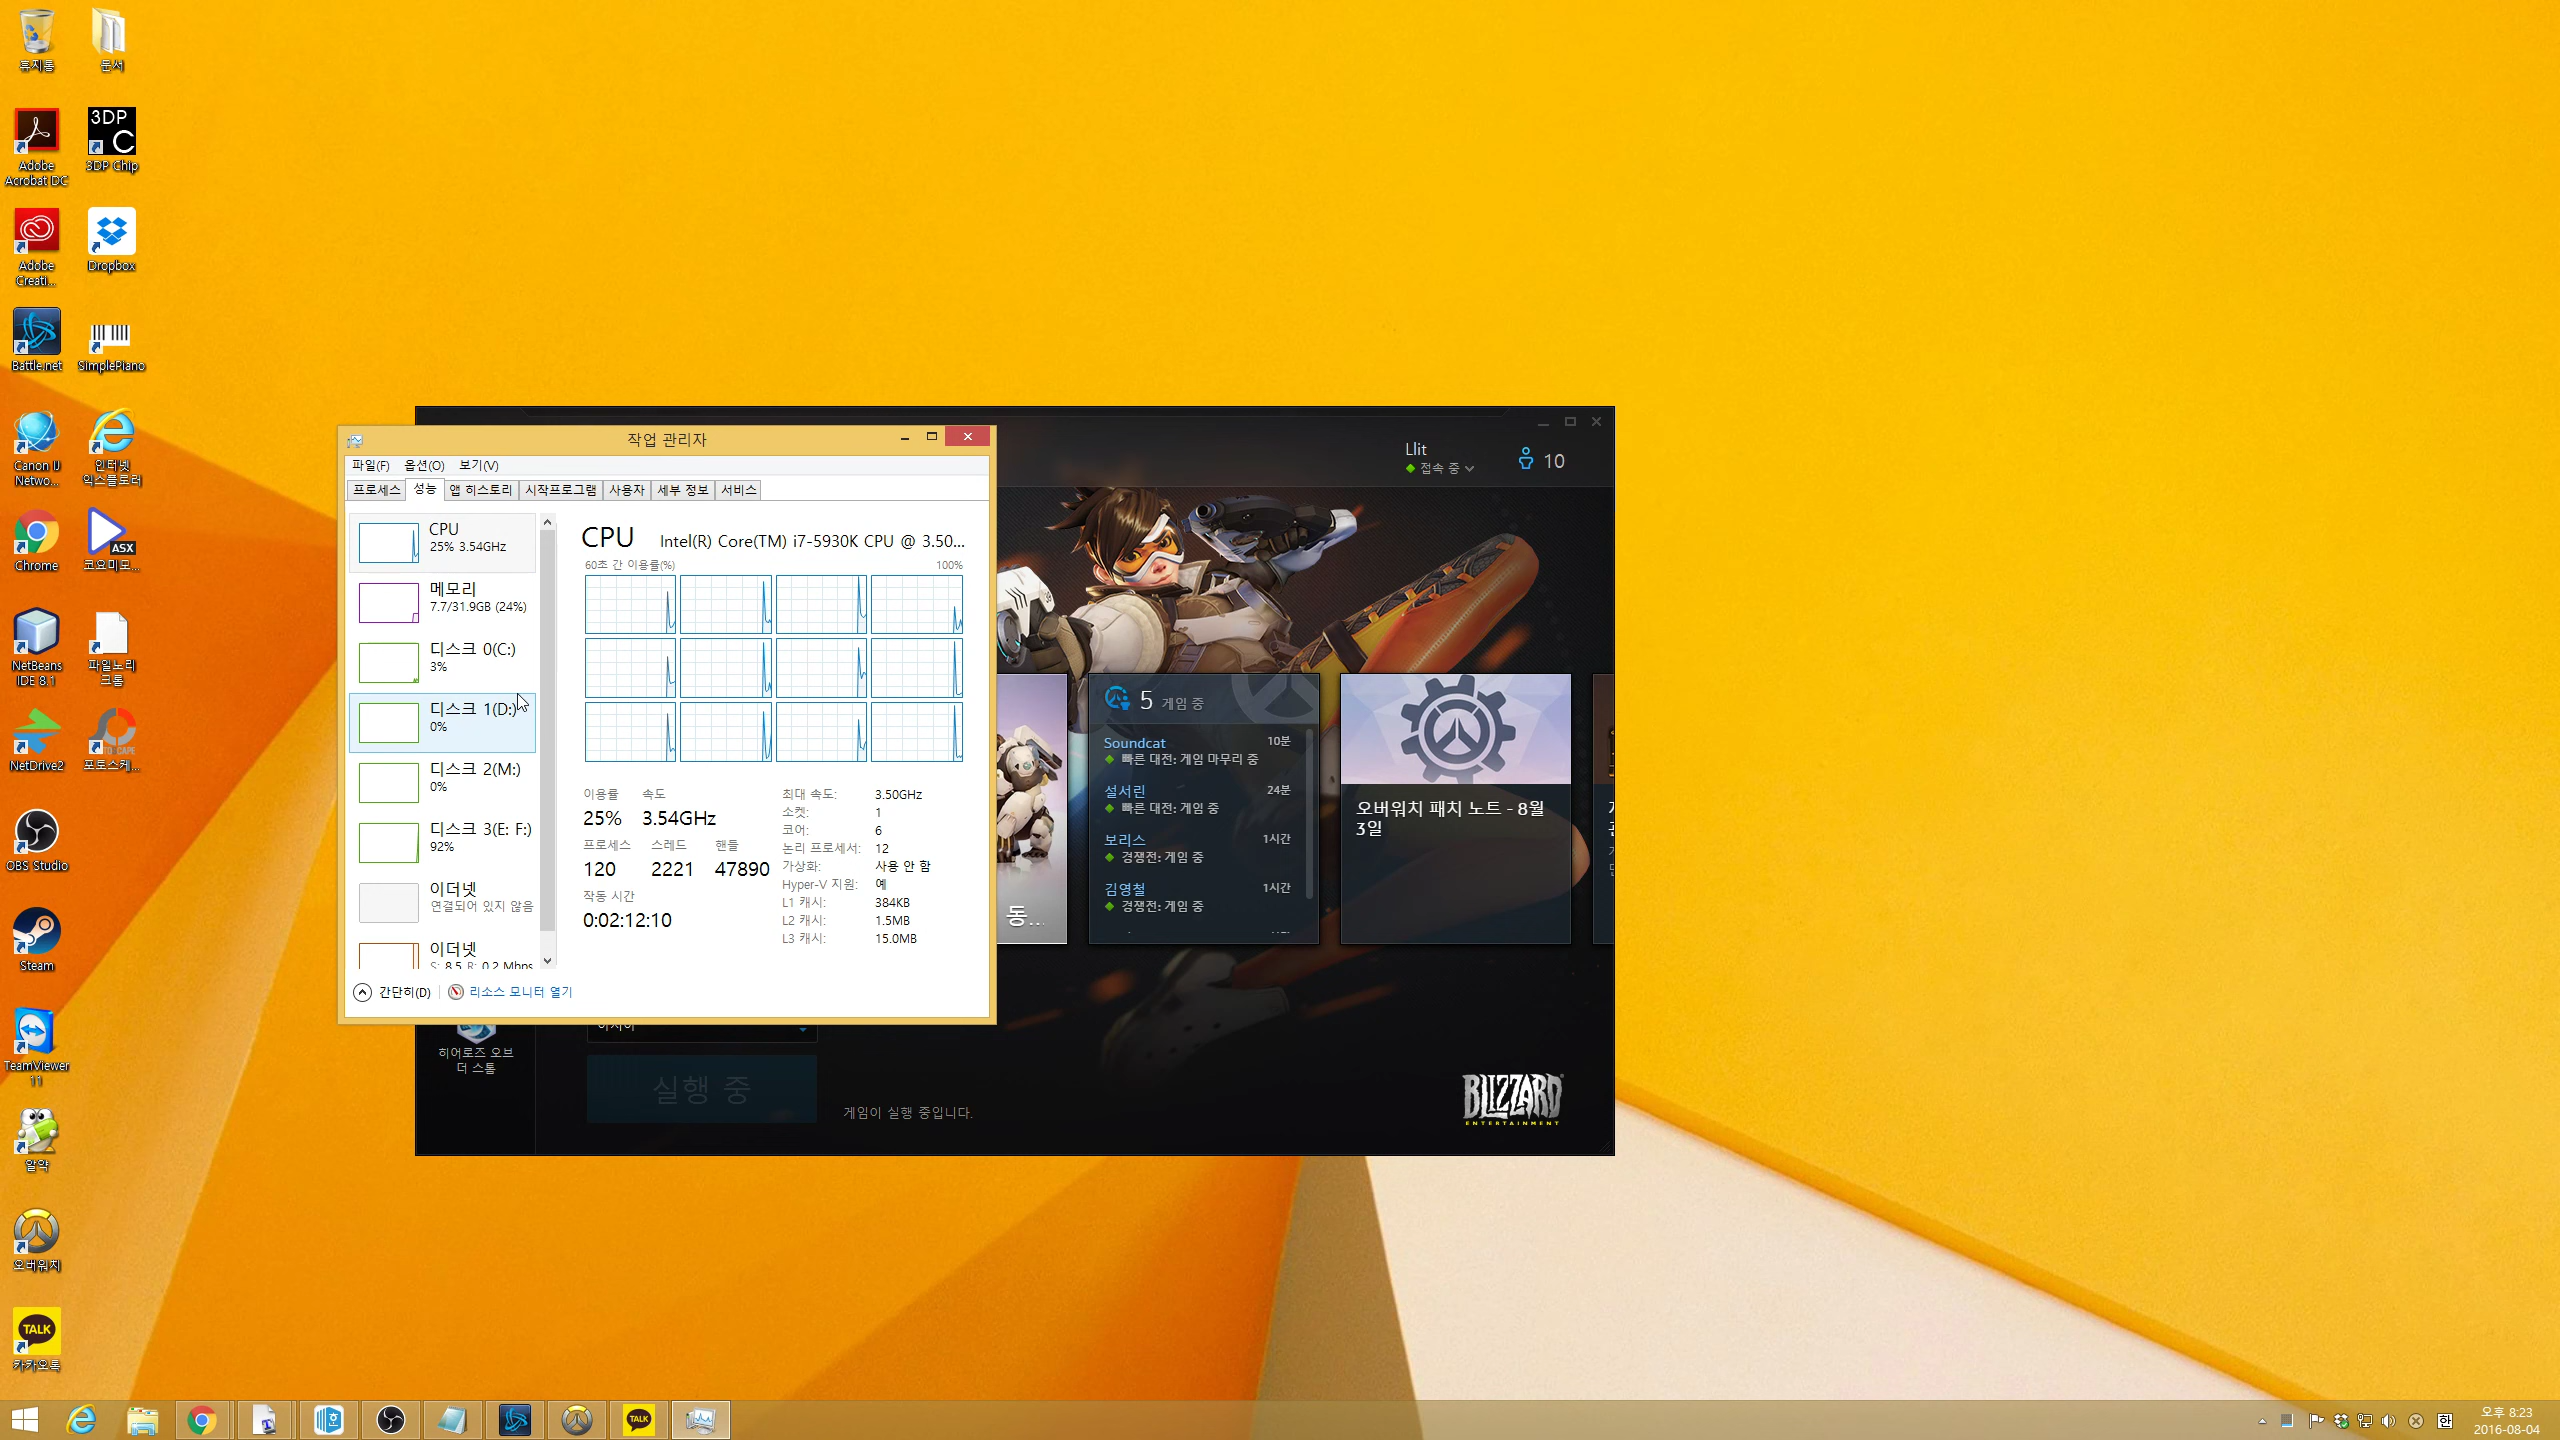 휴지통
문서
Adobe
Acrobat DC
3DP
C
3DP Chip
Adobe
Creati...
Dropbox
Battle.net
SimplePiano
Canon IJ
Netwo...
인터넷
익스플로러
Chrome
ASX
코요미모...
NetBeans
IDE 8.1
파일노리
크롬
NetDrive2
포토스케...
OBS Studio
Steam
TeamViewer
11
알약
오버워치
TALK
카카오톡
작업 관리자
파일(F) 옵션(O) 보기(V)
프로세스 성능 앱 히스토리 시작프로그램 사용자 세부 정보 서비스
CPU
25% 3.54GHz
메모리
7.7/31.9GB (24%)
디스크 0(C:)
3%
디스크 1(D:)
0%
디스크 2(M:)
0%
디스크 3(E: F:)
92%
이더넷
연결되어 있지 않음
이더넷
S: 8.5 R: 0.2 Mbps
CPU Intel(R) Core(TM) i7-5930K CPU @ 3.50...
60초 간 이용률(%) 100%
이용률 속도
25% 3.54GHz
프로세스 스레드 핸들
120 2221 47890
작동 시간
0:02:12:10
최대 속도: 3.50GHz
소켓: 1
코어: 6
논리 프로세서: 12
가상화: 사용 안 함
Hyper-V 지원: 예
L1 캐시: 384KB
L2 캐시: 1.5MB
L3 캐시: 15.0MB
간단히(D) 리소스 모니터 열기
Llit
접속 중
10
동...
5 게임 중
Soundcat 10분
빠른 대전: 게임 마무리 중
설서린 24분
빠른 대전: 게임 중
보리스 1시간
경쟁전: 게임 중
김영철 1시간
경쟁전: 게임 중
오버워치 패치 노트 - 8월
3일
히어로즈 오브
더 스톰
실행 중
게임이 실행 중입니다.
BLIZZARD
ENTERTAINMENT
TALK
한
오후 8:23
2016-08-04